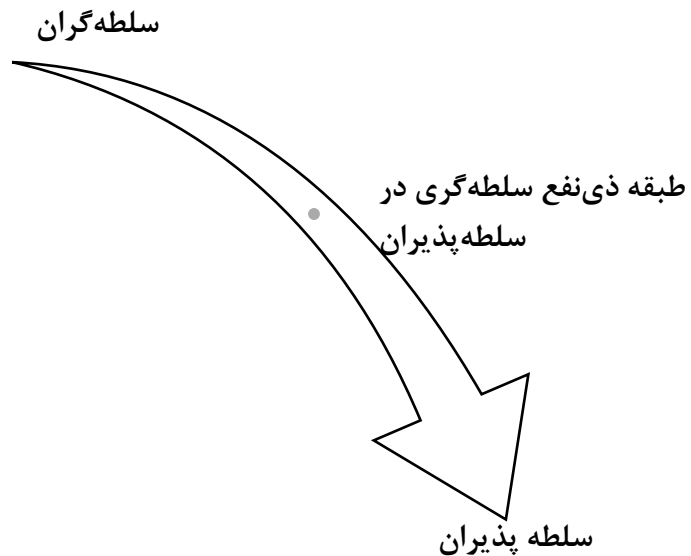 سلطه‌گران
طبقه ذی‌نفع سلطه‌گری در
سلطه‌پذیران
سلطه پذیران